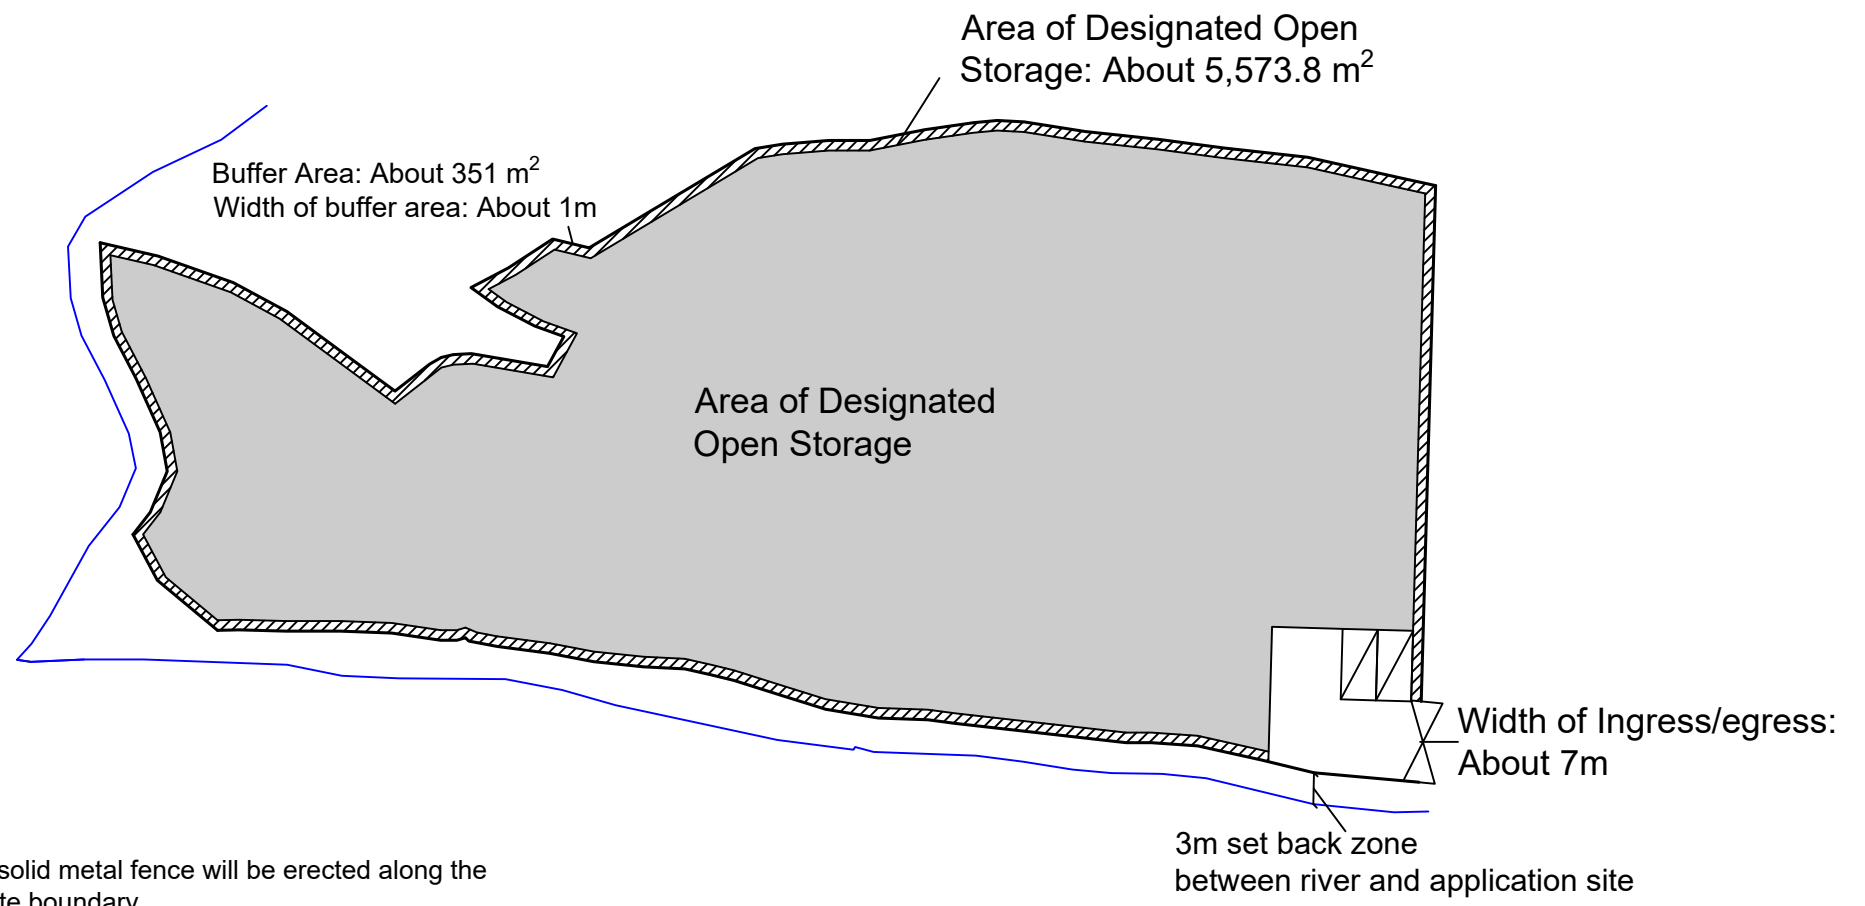 Area of Designated Open
Storage: About 5,573.8 m²
Buffer Area: About 351 m²
Width of buffer area: About 1m
Area of Designated
Open Storage
Width of Ingress/egress:
About 7m
3m set back zone
between river and application site
solid metal fence will be erected along the
boundary